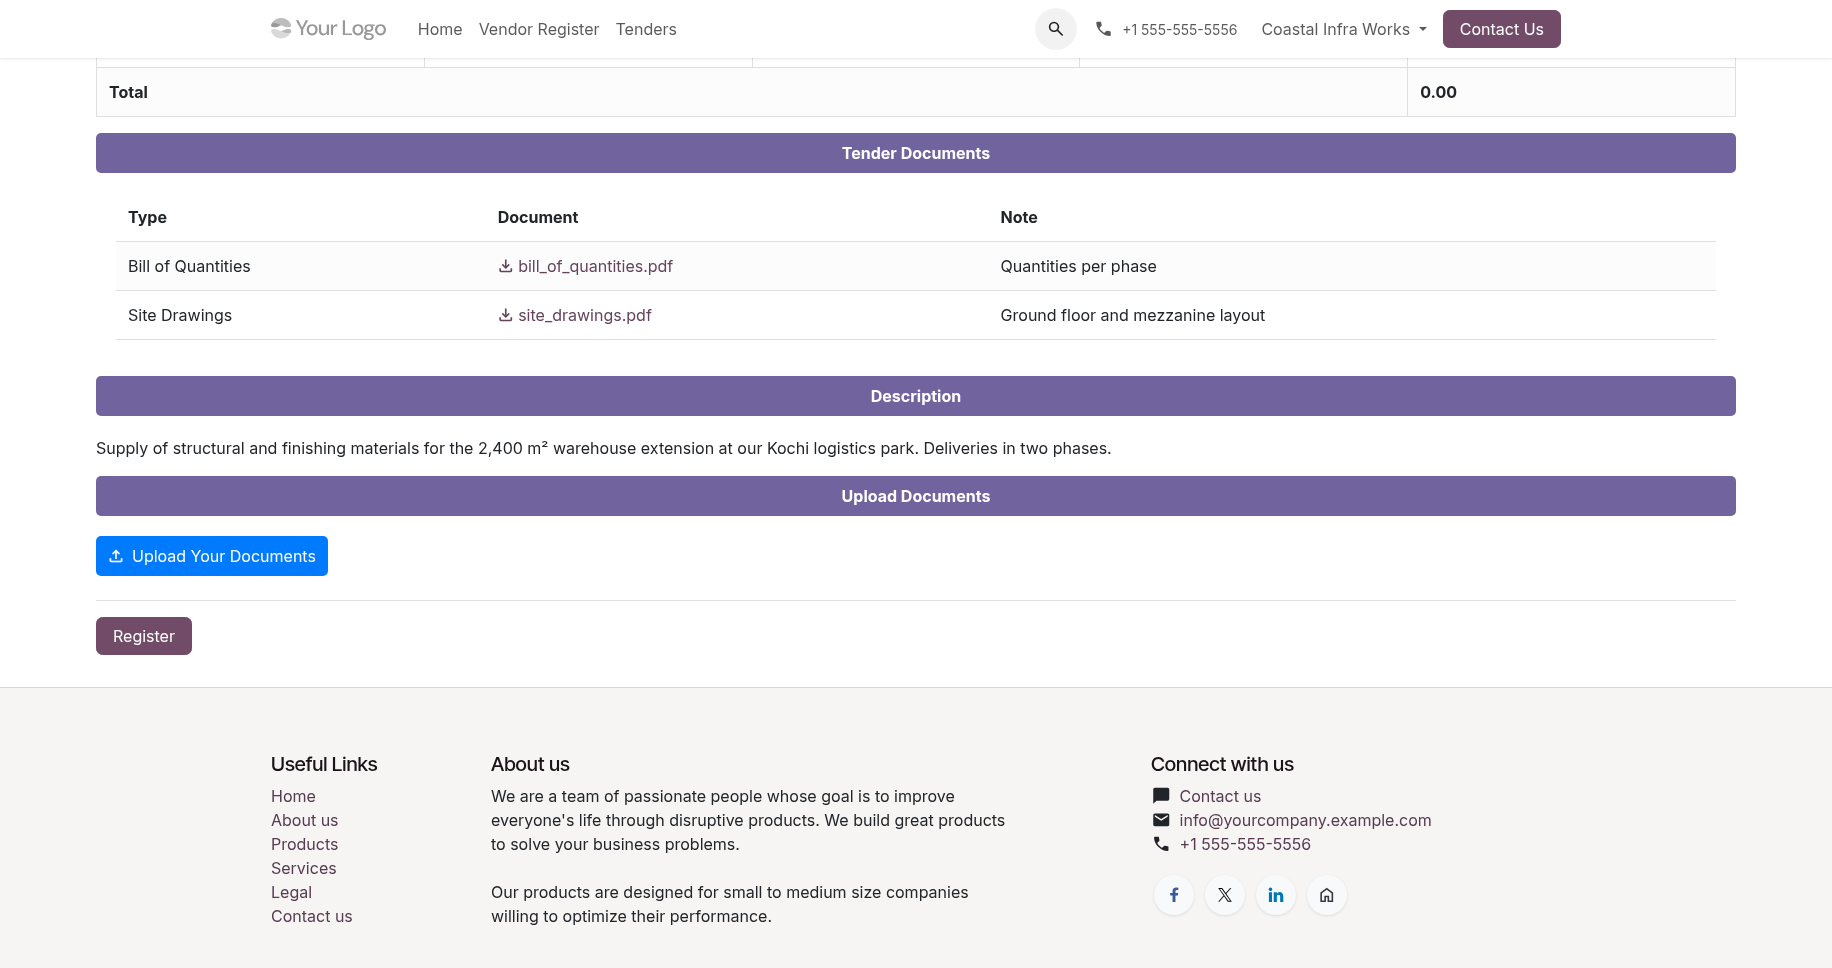 Your Logo
Home
Vendor Register
Tenders
+1 555-555-5556
Coastal Infra Works
Contact Us
Total
0.00
Tender Documents
Type
Document
Note
Bill of Quantities
bill_of_quantities.pdf
Quantities per phase
Site Drawings
site_drawings.pdf
Ground floor and mezzanine layout
Description
Supply of structural and finishing materials for the 2,400 m² warehouse extension at our Kochi logistics park. Deliveries in two phases.
Upload Documents
Upload Your Documents
Register
Useful Links
Home
About us
Products
Services
Legal
Contact us
About us
We are a team of passionate people whose goal is to improve
everyone's life through disruptive products. We build great products
to solve your business problems.
Our products are designed for small to medium size companies
willing to optimize their performance.
Connect with us
Contact us
info@yourcompany.example.com
+1 555-555-5556